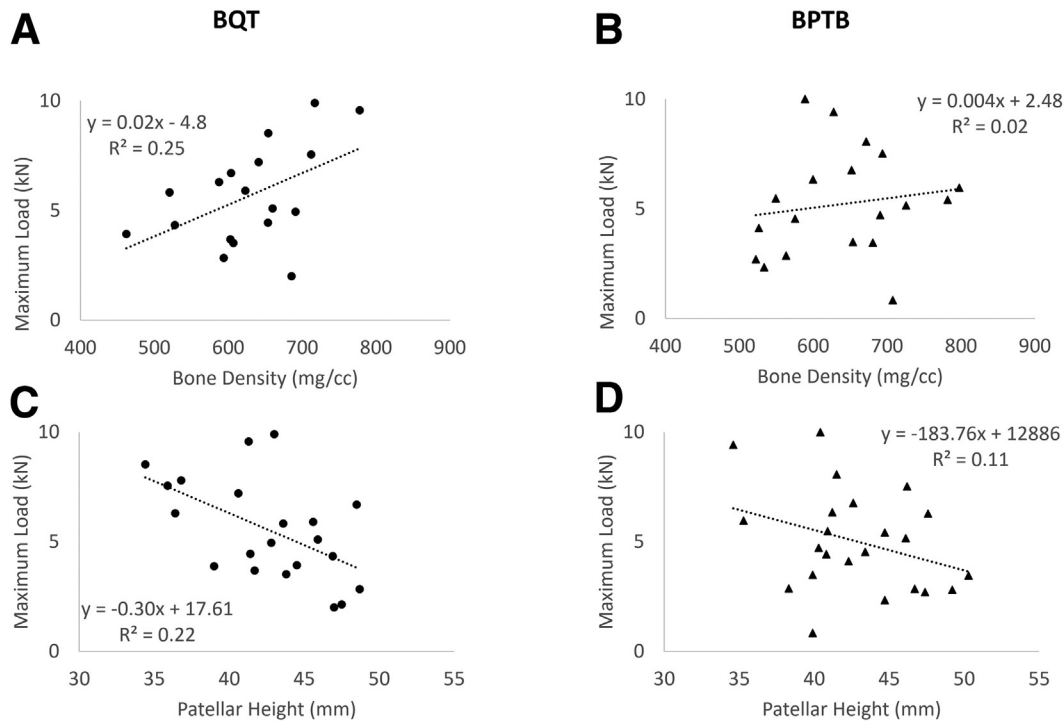 A
BQT
10
5
0
y = 0.02x - 4.8
R² = 0.25
Maximum Load (kN)
400 500 600 700 800 900
Bone Density (mg/cc)
B
BPTB
10
5
0
y = 0.004x + 2.48
R² = 0.02
Maximum Load (kN)
400 500 600 700 800 900
Bone Density (mg/cc)
C
10
5
0
Maximum Load (kN)
y = -0.30x + 17.61
R² = 0.22
30 35 40 45 50 55
Patellar Height (mm)
D
10
5
0
y = -183.76x + 12886
R² = 0.11
Maximum Load (kN)
30 35 40 45 50 55
Patellar Height (mm)